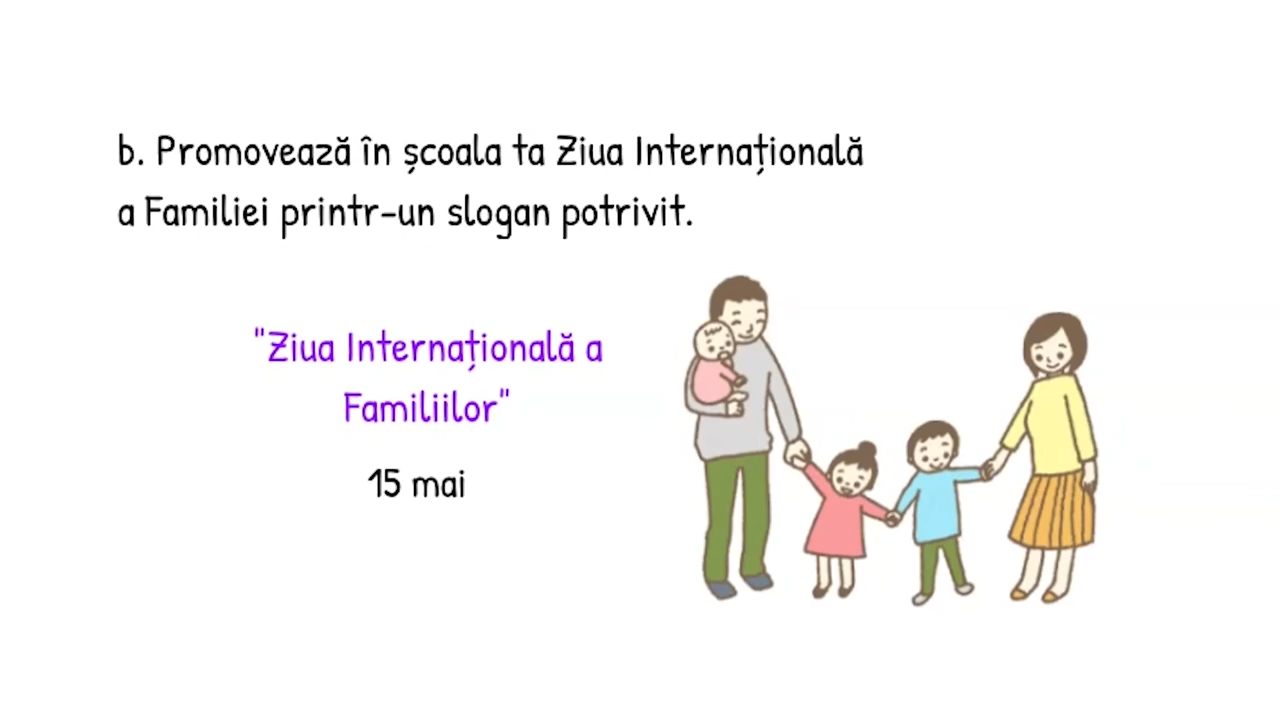 b. Promovează în școala ta Ziua Internațională
a Familiei printr-un slogan potrivit.
"Ziua Internațională a
Familiilor"
15 mai